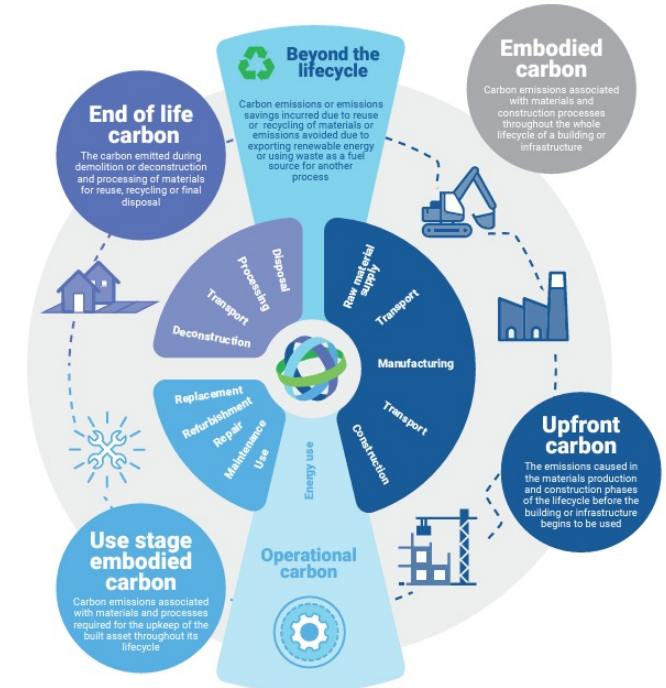 Beyond the
lifecycle
Carbon emissions or emissions
savings incurred due to reuse
or recycling of materials or
emissions avoided due to
exporting renewable energy
or using waste as a fuel
source for another
process
Embodied
carbon
Carbon emissions associated
with materials and
construction processes
throughout the whole
lifecycle of a building or
infrastructure
End of life
carbon
The carbon emitted during
demolition or deconstruction
and processing of materials
for reuse, recycling or final
disposal
Disposal
Processing
Transport
Deconstruction
Raw material
supply
Transport
Manufacturing
Transport
Construction
Replacement
Refurbishment
Repair
Maintenance
Use
Energy use
Upfront
carbon
The emissions caused in
the materials production
and construction phases
of the lifecycle before the
building or infrastructure
begins to be used
Use stage
embodied
carbon
Carbon emissions associated
with materials and processes
required for the upkeep of the
built asset throughout its
lifecycle
Operational
carbon